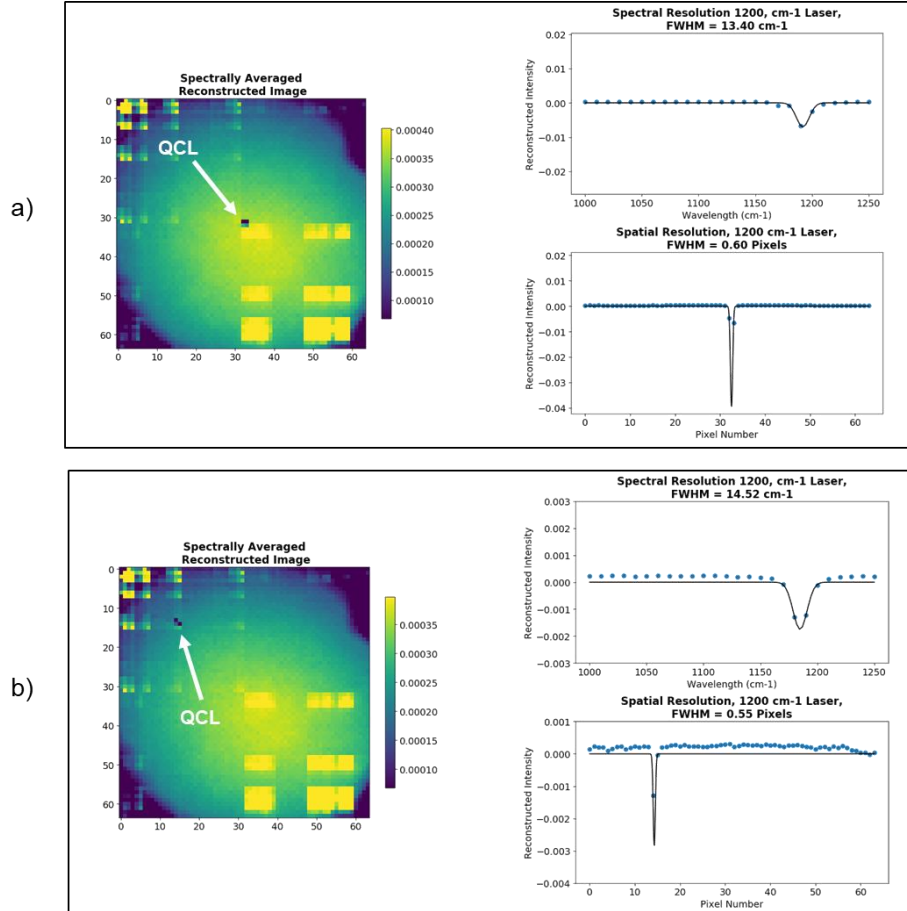 a)
Spectrally Averaged
Reconstructed Image
QCL
0
10
20
30
40
50
60
0 10 20 30 40 50 60
0.00040
0.00035
0.00030
0.00025
0.00020
0.00015
0.00010
Spectral Resolution 1200, cm-1 Laser,
FWHM = 13.40 cm-1
Reconstructed Intensity
0.02
0.01
0.00
−0.01
−0.02
1000 1050 1100 1150 1200 1250
Wavelength (cm-1)
Spatial Resolution, 1200 cm-1 Laser,
FWHM = 0.60 Pixels
Reconstructed Intensity
0.02
0.01
0.00
−0.01
−0.02
−0.03
−0.04
0 10 20 30 40 50 60
Pixel Number
b)
Spectrally Averaged
Reconstructed Image
QCL
0
10
20
30
40
50
60
0 10 20 30 40 50 60
0.00035
0.00030
0.00025
0.00020
0.00015
0.00010
Spectral Resolution 1200, cm-1 Laser,
FWHM = 14.52 cm-1
Reconstructed Intensity
0.003
0.002
0.001
0.000
−0.001
−0.002
−0.003
1000 1050 1100 1150 1200 1250
Wavelength (cm-1)
Spatial Resolution, 1200 cm-1 Laser,
FWHM = 0.55 Pixels
Reconstructed Intensity
0.001
0.000
−0.001
−0.002
−0.003
−0.004
0 10 20 30 40 50 60
Pixel Number